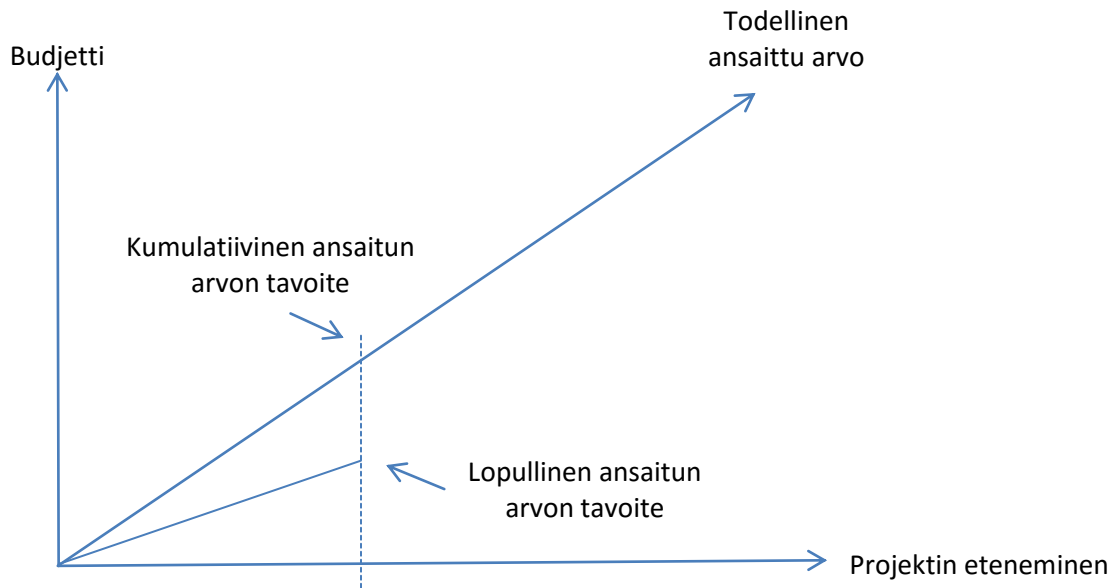 Todellinen
ansaittu arvo
Budjetti
Kumulatiivinen ansaitun
arvon tavoite
Lopullinen ansaitun
arvon tavoite
Projektin eteneminen